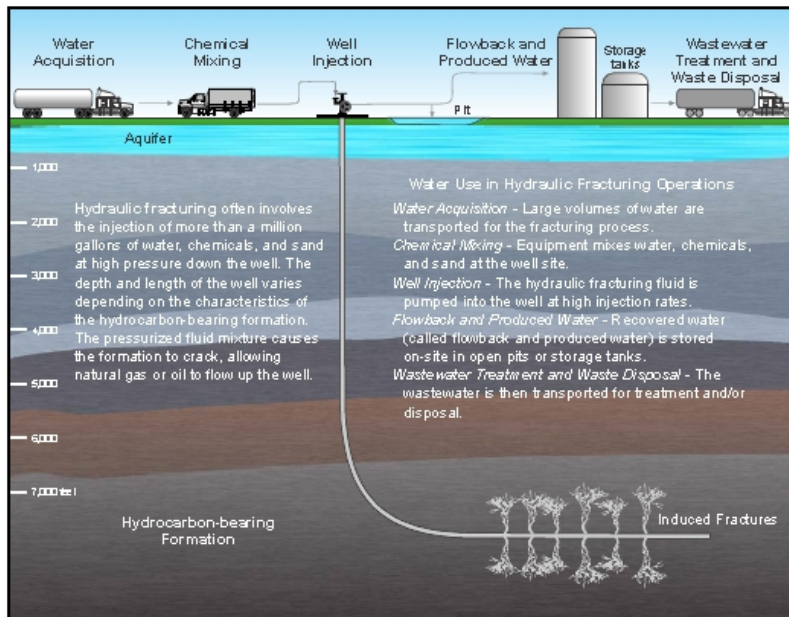 Water
Acquisition
Chemical
Mixing
Well
Injection
Flowback and
Produced Water
Storage
tanks
Wastewater
Treatment and
Waste Disposal
Pit
Aquifer
1,000
2,000
3,000
4,000
5,000
6,000
7,000 feet
Hydraulic fracturing often involves
the injection of more than a million
gallons of water, chemicals, and sand
at high pressure down the well. The
depth and length of the well varies
depending on the characteristics of
the hydrocarbon-bearing formation.
The pressurized fluid mixture causes
the formation to crack, allowing
natural gas or oil to flow up the well.
Water Use in Hydraulic Fracturing Operations
Water Acquisition - Large volumes of water are
transported for the fracturing process.
Chemical Mixing - Equipment mixes water, chemicals,
and sand at the well site.
Well Injection - The hydraulic fracturing fluid is
pumped into the well at high injection rates.
Flowback and Produced Water - Recovered water
(called flowback and produced water) is stored
on-site in open pits or storage tanks.
Wastewater Treatment and Waste Disposal - The
wastewater is then transported for treatment and/or
disposal.
Hydrocarbon-bearing
Formation
Induced Fractures